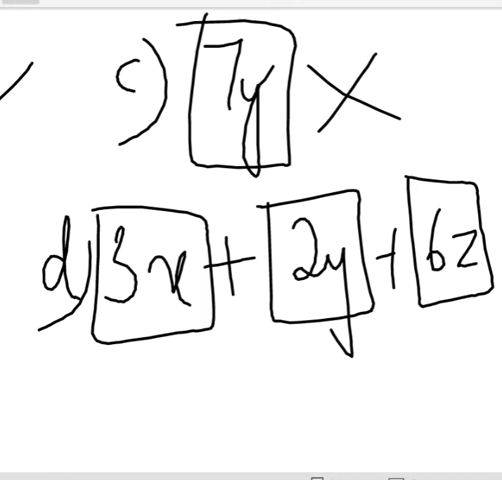 c) 7y
d) 3x + 2y + 6z